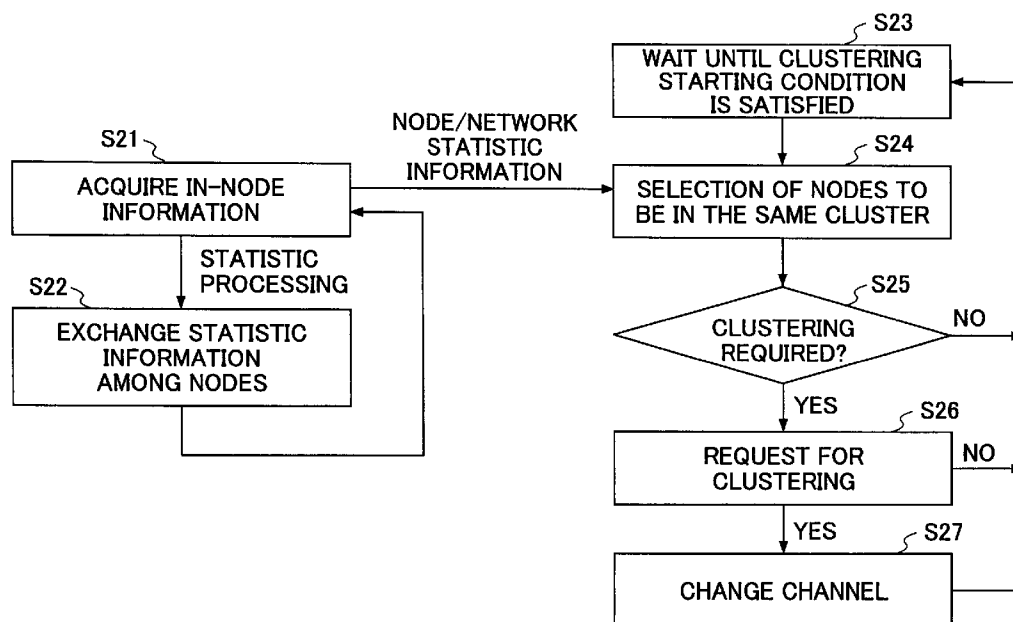 S21
ACQUIRE IN-NODE
INFORMATION
STATISTIC
PROCESSING
S22
EXCHANGE STATISTIC
INFORMATION
AMONG NODES
NODE/NETWORK
STATISTIC
INFORMATION
S23
WAIT UNTIL CLUSTERING
STARTING CONDITION
IS SATISFIED
S24
SELECTION OF NODES TO
BE IN THE SAME CLUSTER
S25
CLUSTERING
REQUIRED?
NO
YES
S26
REQUEST FOR
CLUSTERING
NO
YES
S27
CHANGE CHANNEL